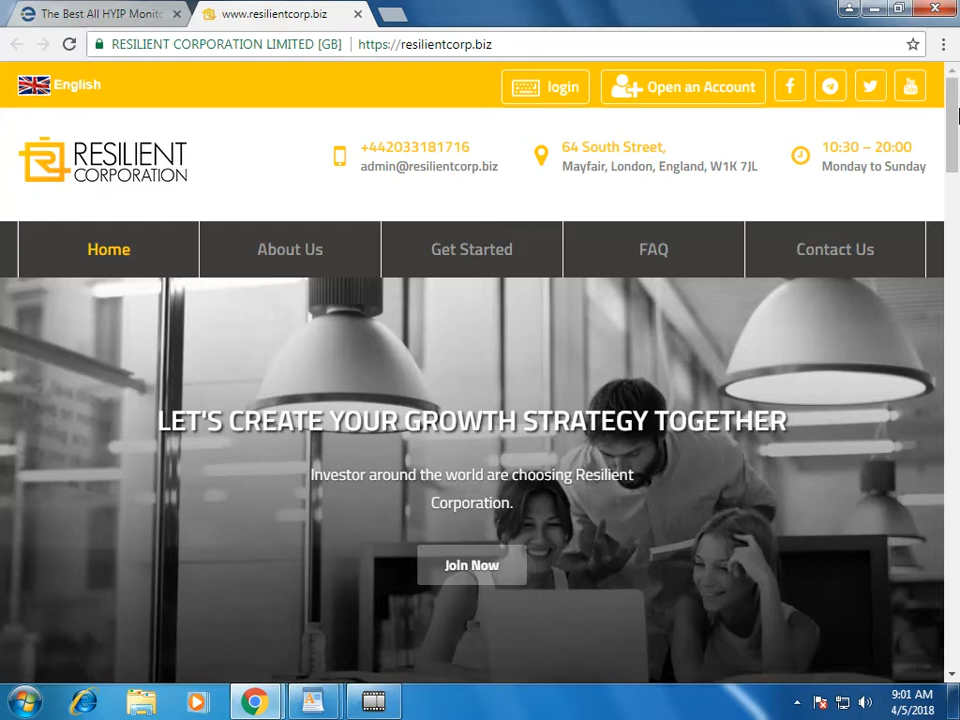 The Best All HYIP Monito
www.resilientcorp.biz
RESILIENT CORPORATION LIMITED [GB]
https://resilientcorp.biz
English
login
Open an Account
RESILIENT
CORPORATION
+442033181716
admin@resilientcorp.biz
64 South Street,
Mayfair, London, England, W1K 7JL
10:30 – 20:00
Monday to Sunday
Home
About Us
Get Started
FAQ
Contact Us
LET'S CREATE YOUR GROWTH STRATEGY TOGETHER
Investor around the world are choosing Resilient
Corporation.
Join Now
9:01 AM
4/5/2018